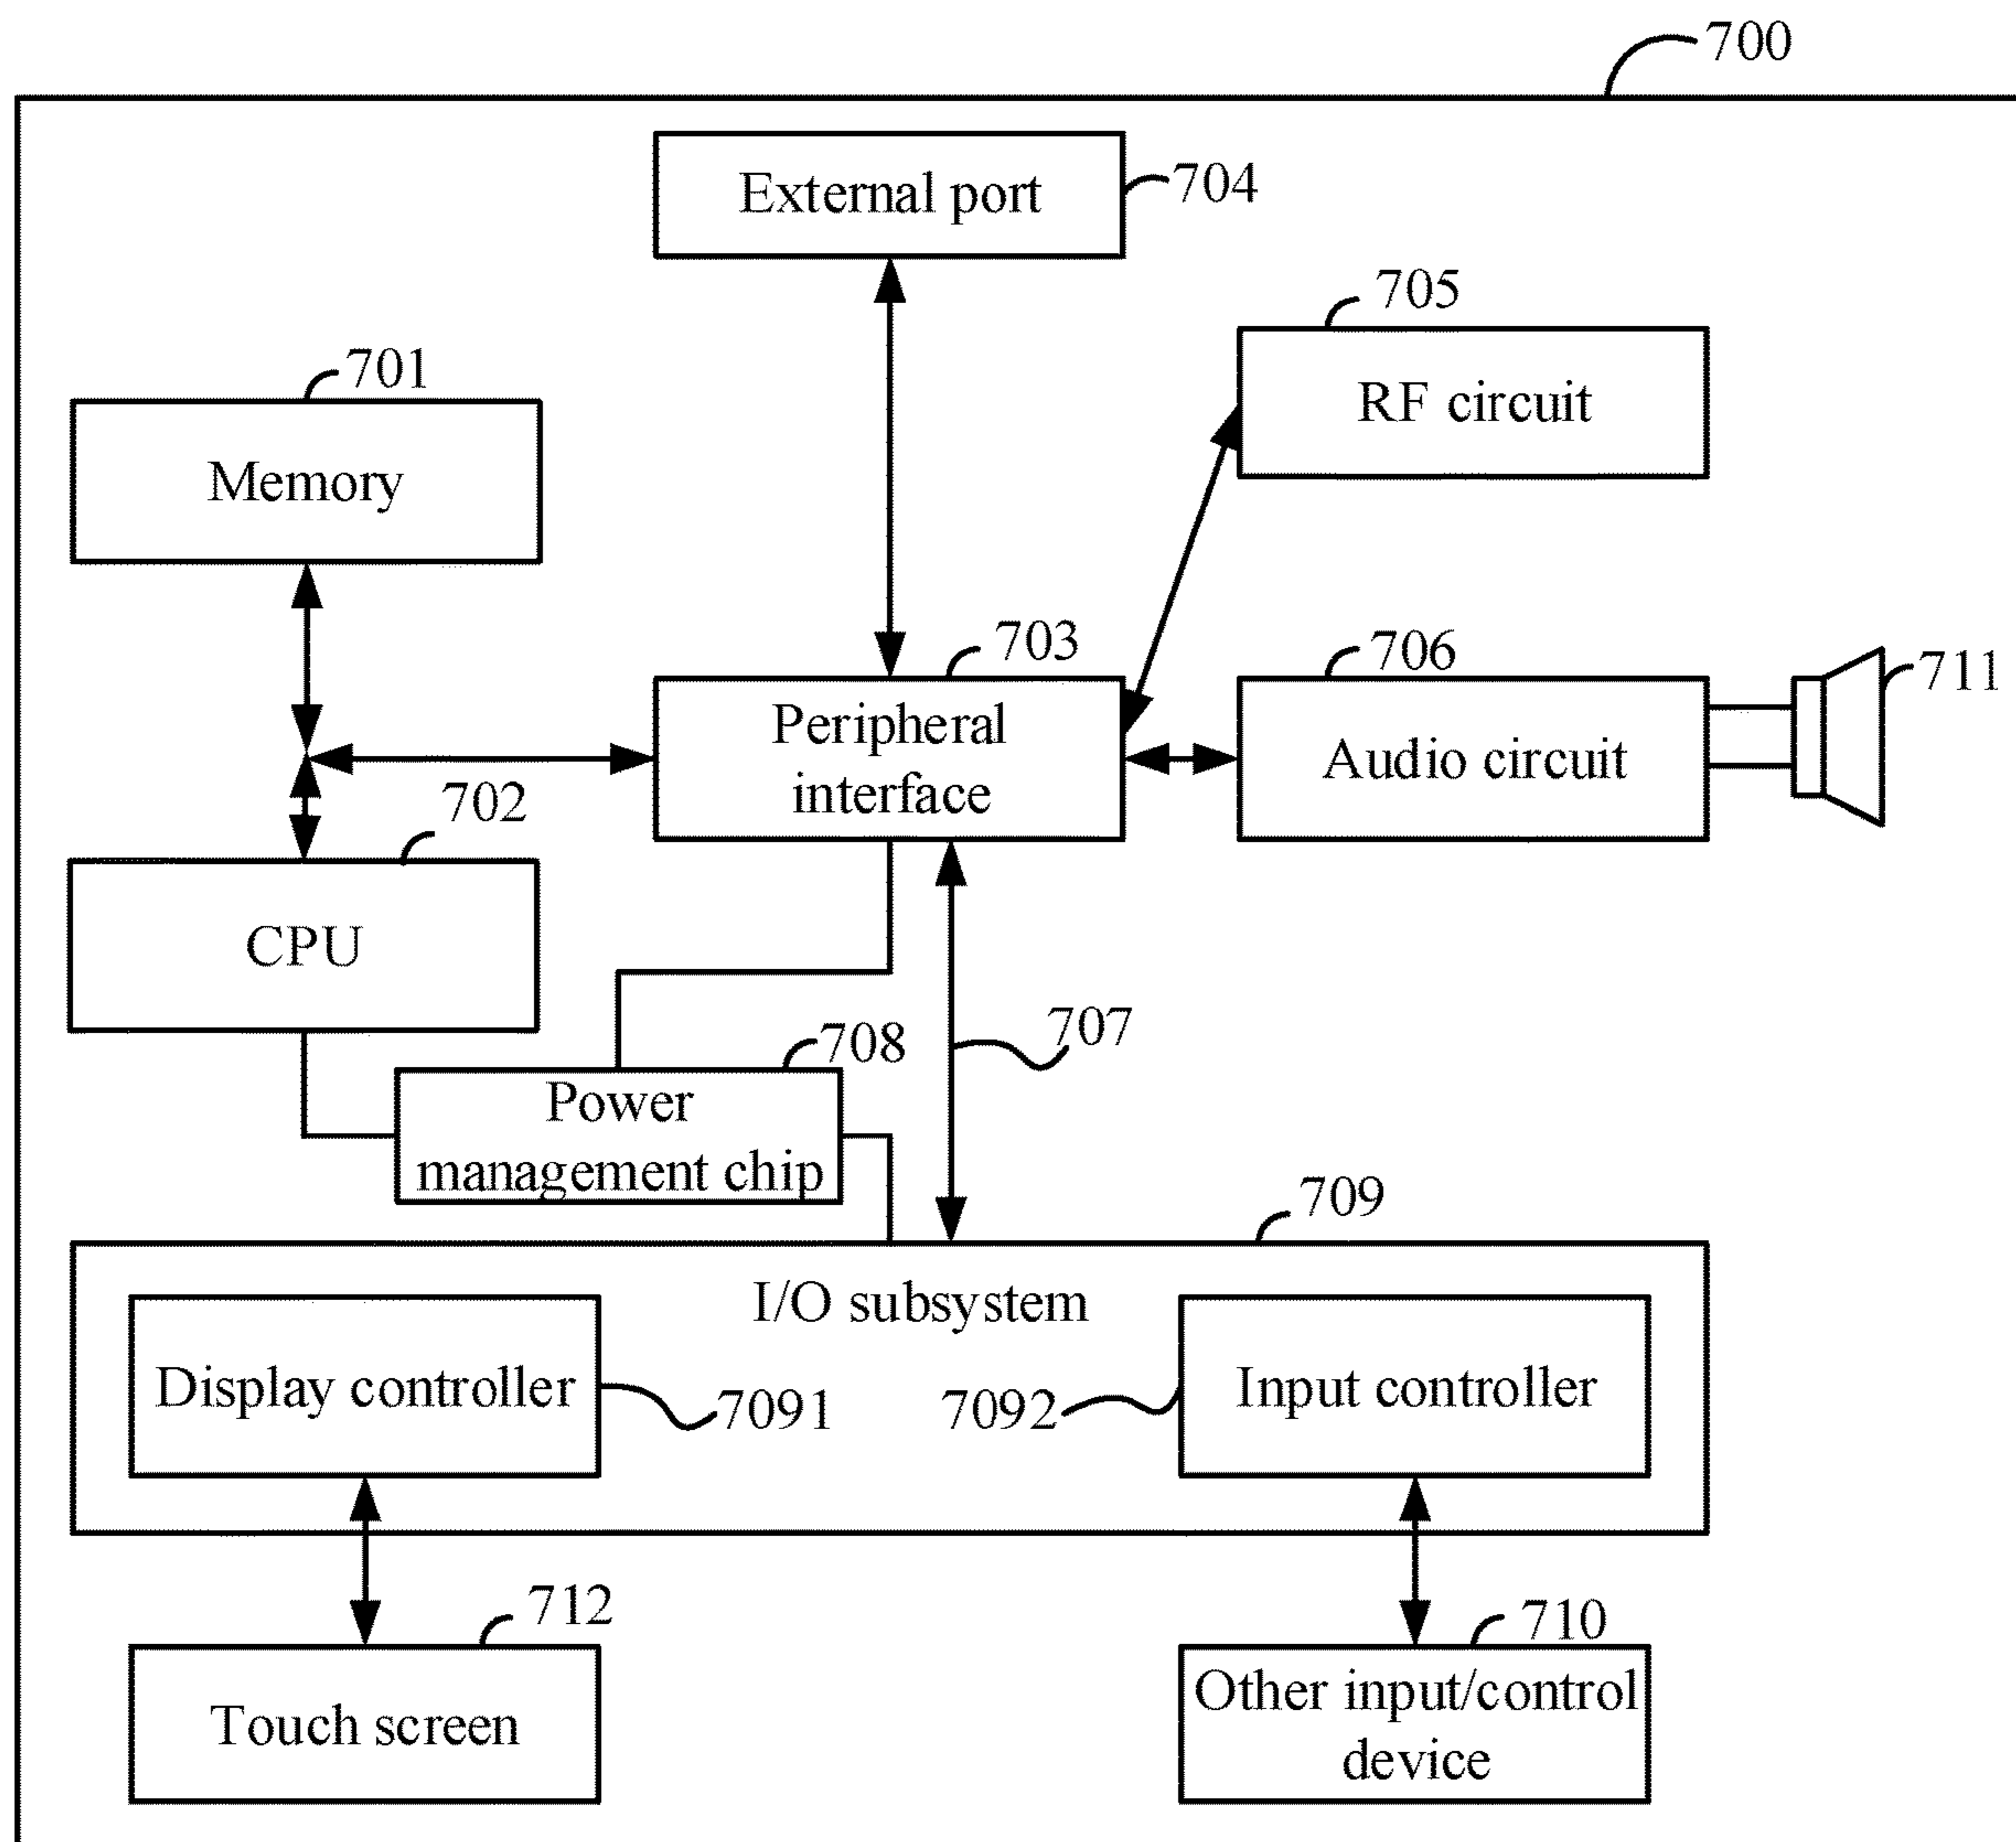 700
External port
704
705
RF circuit
701
Memory
703
Peripheral
interface
706
Audio circuit
711
702
CPU
707
708
Power
management chip
709
I/O subsystem
Display controller
7091
7092
Input controller
712
Touch screen
710
Other input/control
device